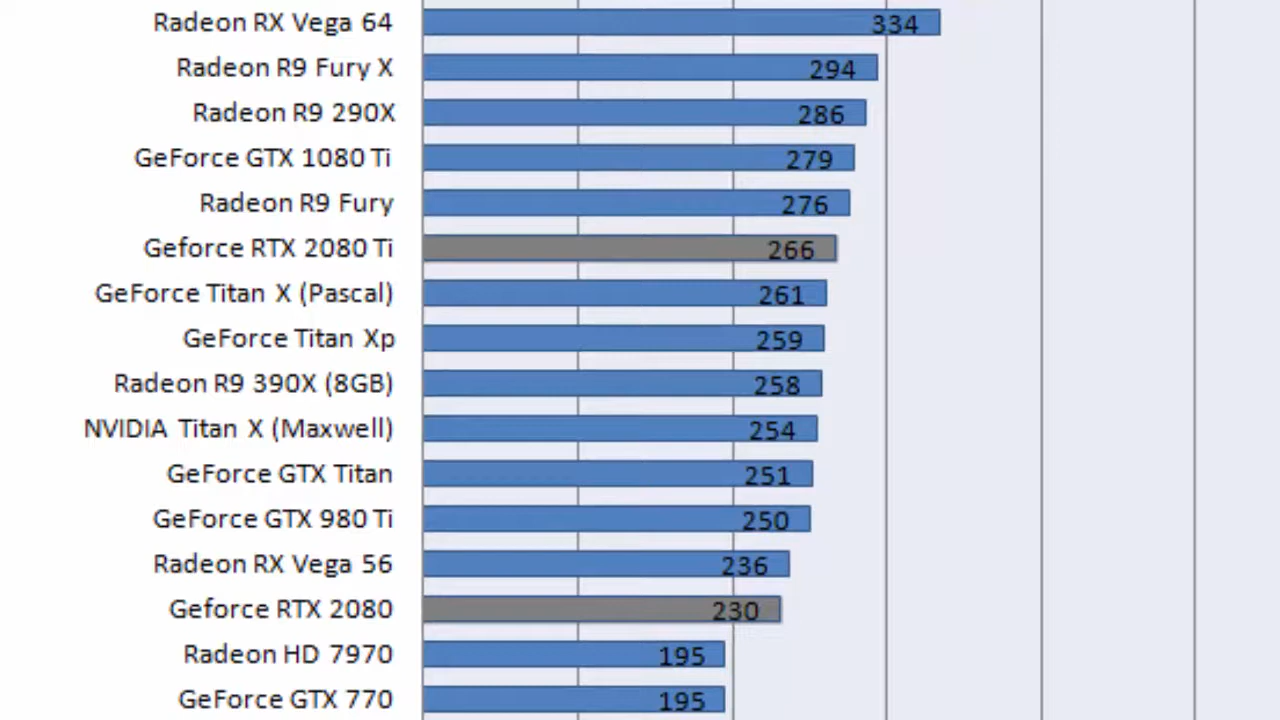 Radeon RX Vega 64 334
Radeon R9 Fury X 294
Radeon R9 290X 286
GeForce GTX 1080 Ti 279
Radeon R9 Fury 276
Geforce RTX 2080 Ti 266
GeForce Titan X (Pascal) 261
GeForce Titan Xp 259
Radeon R9 390X (8GB) 258
NVIDIA Titan X (Maxwell) 254
GeForce GTX Titan 251
GeForce GTX 980 Ti 250
Radeon RX Vega 56 236
Geforce RTX 2080 230
Radeon HD 7970 195
GeForce GTX 770 195